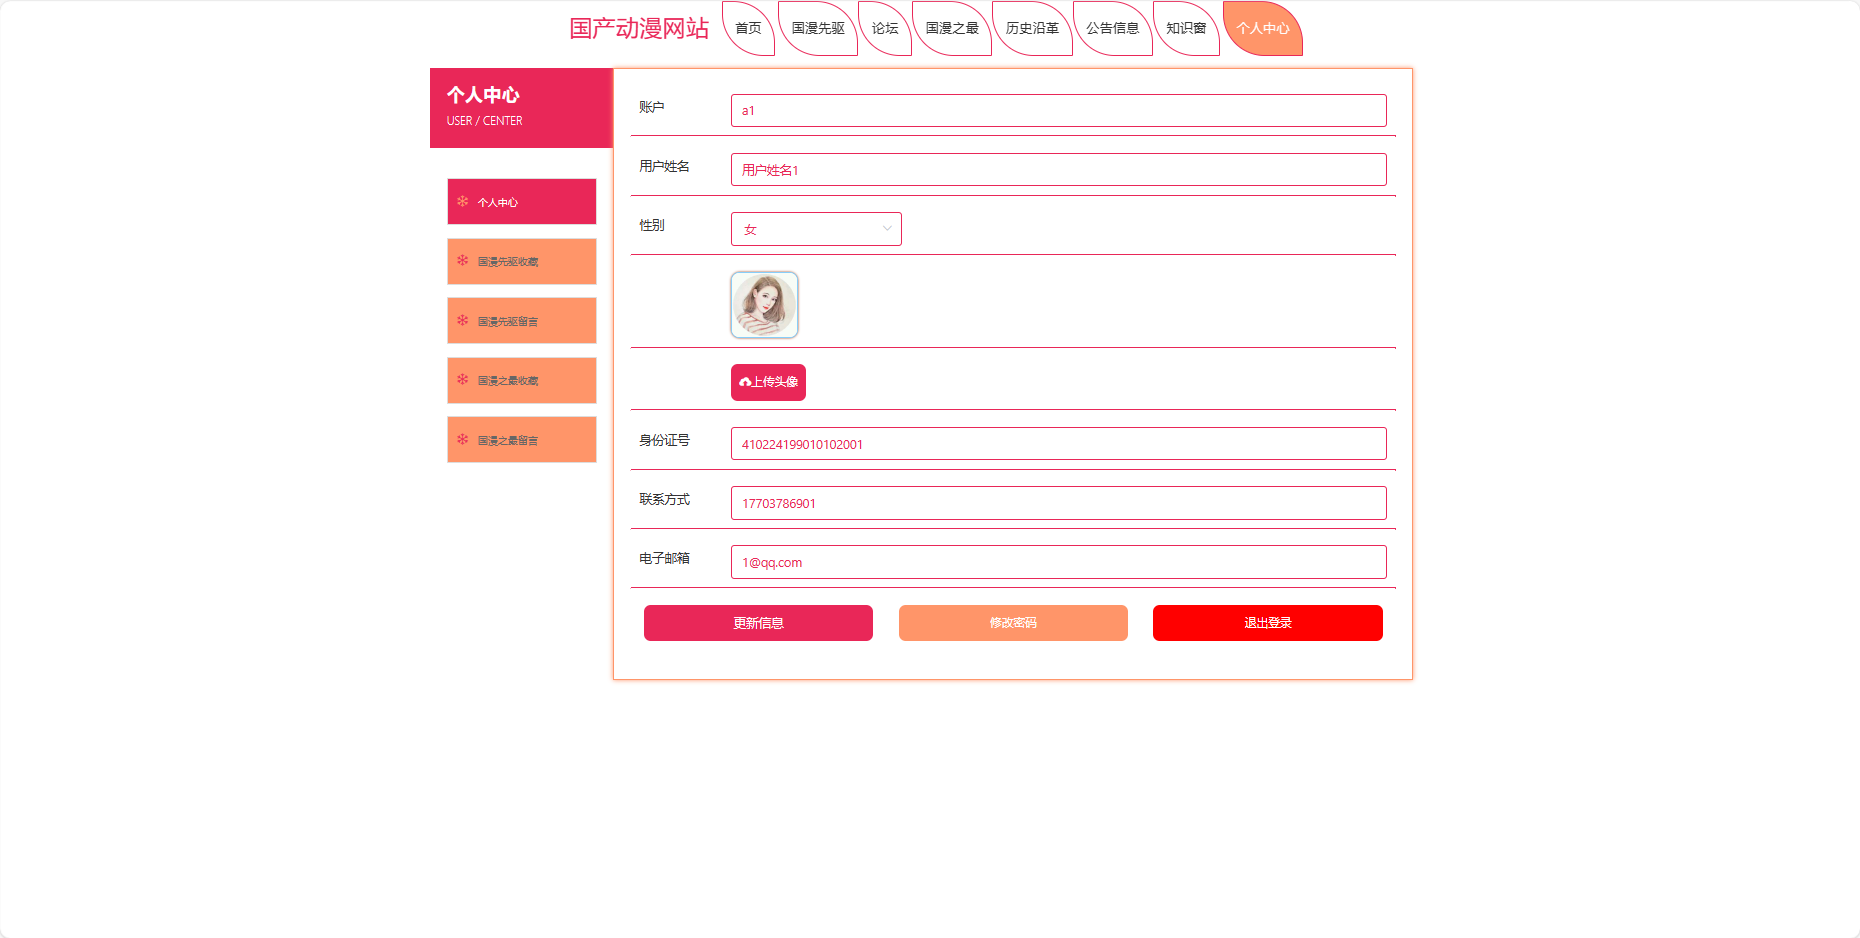 国产动漫网站 首页 国漫先驱 论坛 国漫之最 历史沿革 公告信息 知识窗 个人中心
个人中心
USER / CENTER
个人中心
国漫先驱收藏
国漫先驱留言
国漫之最收藏
国漫之最留言
账户 a1
用户姓名 用户姓名1
性别 女
上传头像
身份证号 410224199010102001
联系方式 17703786901
电子邮箱 1@qq.com
更新信息 修改密码 退出登录